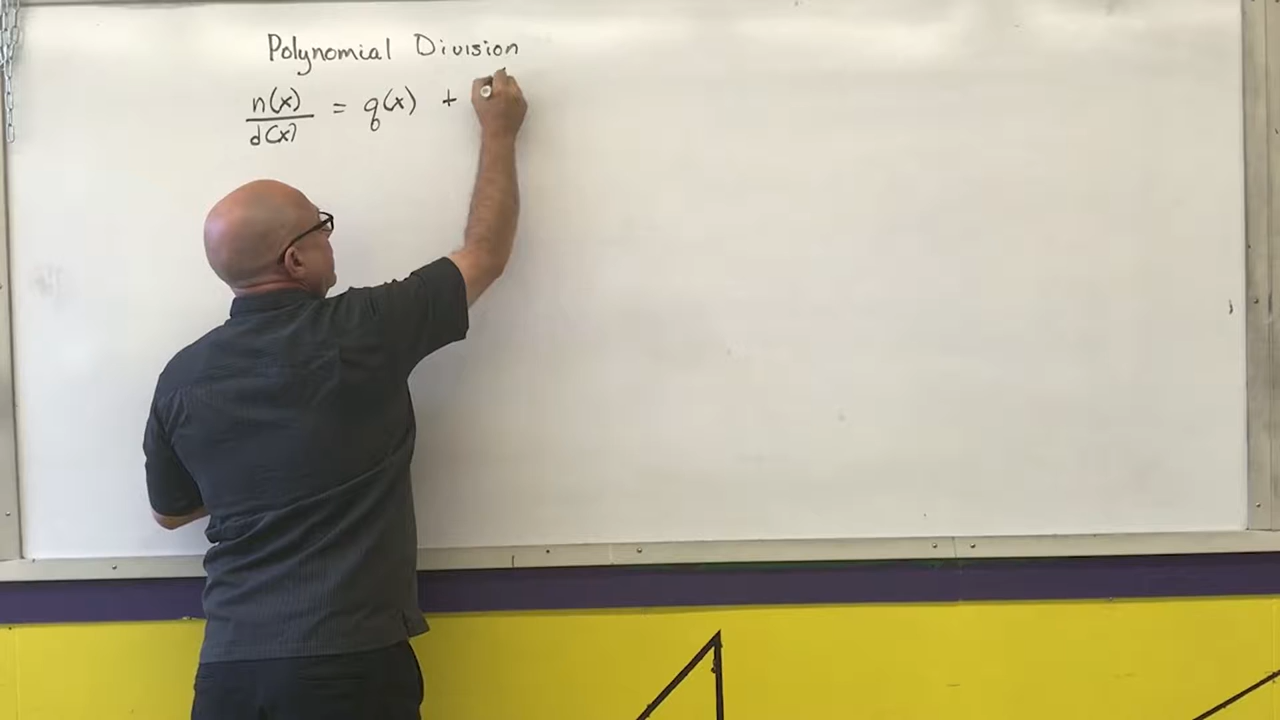 Polynomial Division
n(x)/d(x) = q(x) +